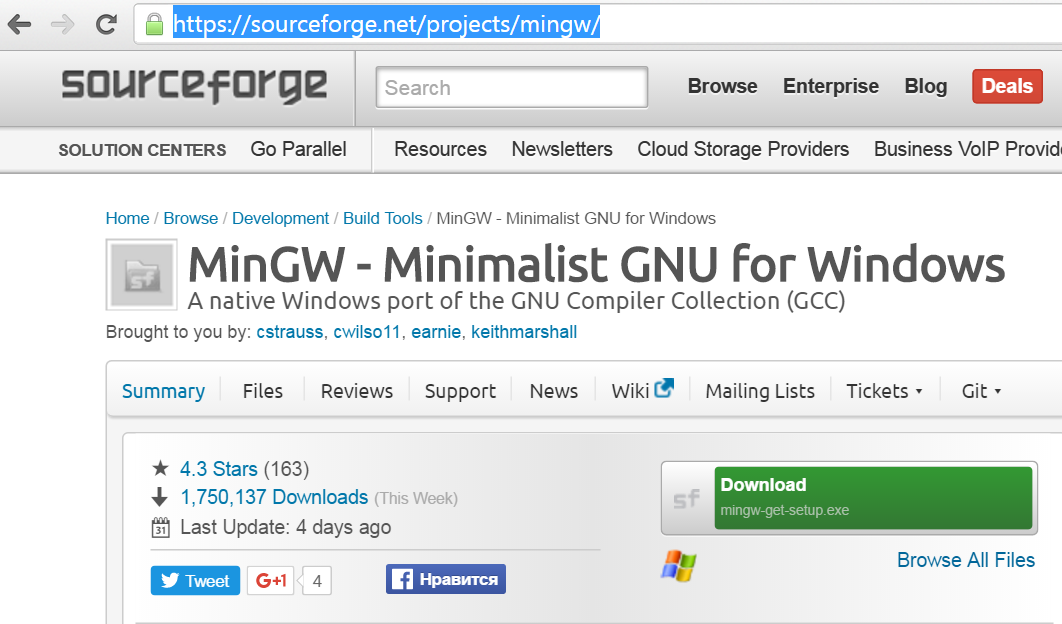 https://sourceforge.net/projects/mingw/
sourceforge
Search
Browse Enterprise Blog Deals
SOLUTION CENTERS Go Parallel Resources Newsletters Cloud Storage Providers Business VoIP Provid
Home / Browse / Development / Build Tools / MinGW - Minimalist GNU for Windows
sf
MinGW - Minimalist GNU for Windows
A native Windows port of the GNU Compiler Collection (GCC)
Brought to you by: cstrauss, cwilso11, earnie, keithmarshall
Summary Files Reviews Support News Wiki Mailing Lists Tickets Git
4.3 Stars (163)
1,750,137 Downloads (This Week)
31 Last Update: 4 days ago
Tweet G+1 4 Нравится
sf
Download
mingw-get-setup.exe
Browse All Files